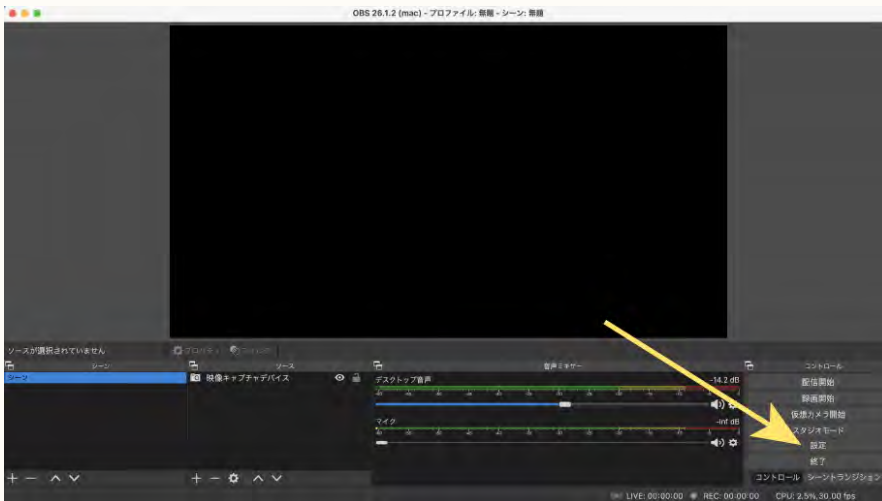 OBS 26.1.2 (mac) - プロファイル: 無題 - シーン: 無題
ソースが選択されていません
プロパティ
シーン
ソース
音声ミキサー
コントロール
シーン
映像キャプチャデバイス
デスクトップ音声
-14.2 dB
マイク
-inf dB
配信開始
録画開始
仮想カメラ開始
スタジオモード
設定
終了
コントロール シーントランジション
LIVE: 00:00:00 REC: 00:00:00 CPU: 2.5%, 30.00 fps